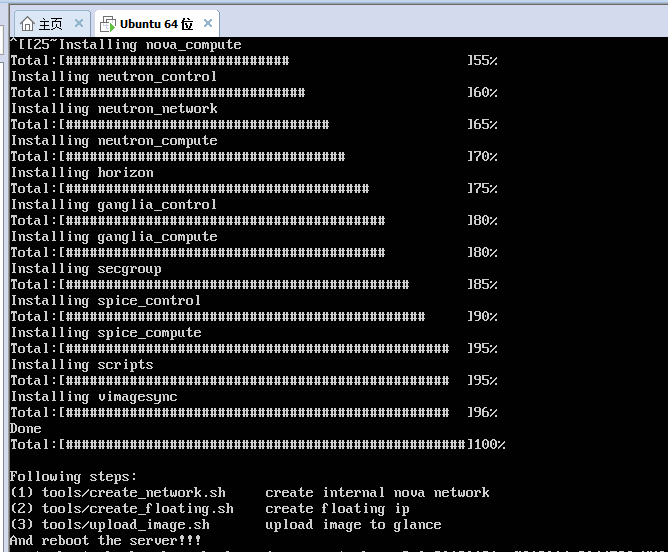 主页
Ubuntu 64 位
^[[25~Installing nova_compute
Total:[############################ ]55%
Installing neutron_control
Total:[############################## ]60%
Installing neutron_network
Total:[################################# ]65%
Installing neutron_compute
Total:[################################### ]70%
Installing horizon
Total:[###################################### ]75%
Installing ganglia_control
Total:[######################################## ]80%
Installing ganglia_compute
Total:[######################################## ]80%
Installing secgroup
Total:[########################################### ]85%
Installing spice_control
Total:[############################################# ]90%
Installing spice_compute
Total:[################################################ ]95%
Installing scripts
Total:[################################################ ]95%
Installing vimagesync
Total:[################################################ ]96%
Done
Total:[##################################################]100%
Following steps:
(1) tools/create_network.sh create internal nova network
(2) tools/create_floating.sh create floating ip
(3) tools/upload_image.sh upload image to glance
And reboot the server!!!